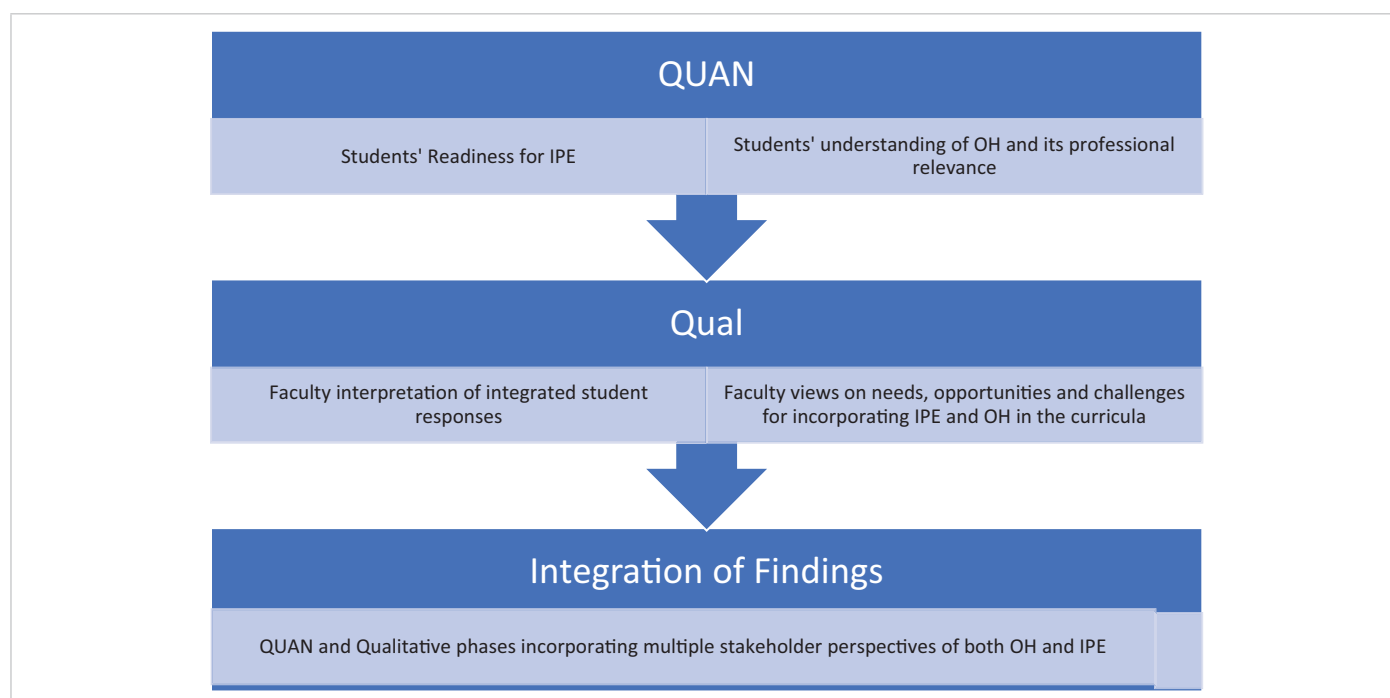 QUAN
Students' Readiness for IPE
Students' understanding of OH and its professional
relevance
Qual
Faculty interpretation of integrated student
responses
Faculty views on needs, opportunities and challenges
for incorporating IPE and OH in the curricula
Integration of Findings
QUAN and Qualitative phases incorporating multiple stakeholder perspectives of both OH and IPE